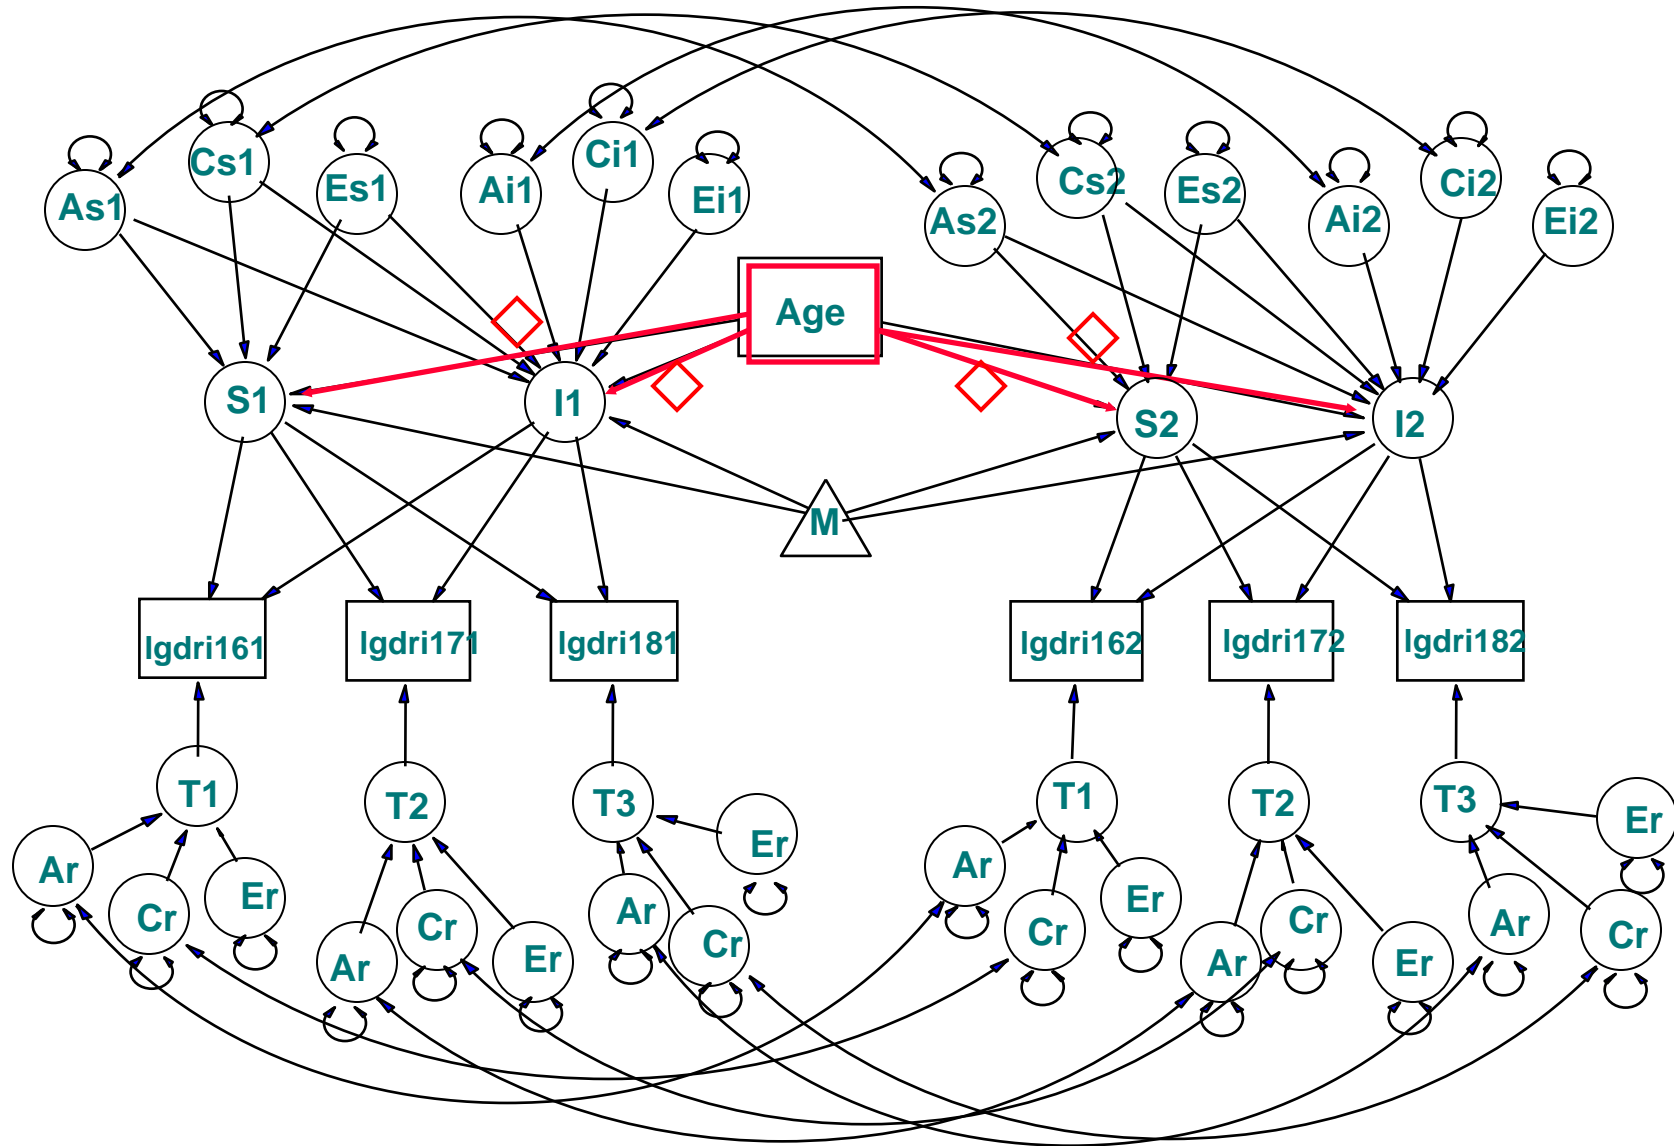 Cs1
Ci1
Cs2
Ci2
As1
Es1
Ai1
Ei1
As2
Es2
Ai2
Ei2
Age
S1
I1
S2
I2
M
lgdri161
lgdri171
lgdri181
lgdri162
lgdri172
lgdri182
T1
T2
T3
T1
T2
T3
Ar
Cr
Er
Ar
Cr
Er
Ar
Cr
Er
Ar
Cr
Er
Ar
Cr
Er
Ar
Cr
Er